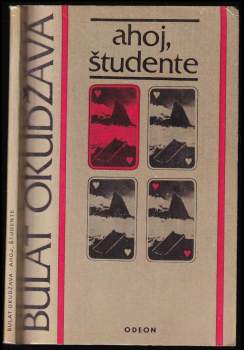 ahoj,
študente
BULAT OKUDŽAVA
BULAT OKUDŽAVA AHOJ, ŠTUDENTE
ODEON